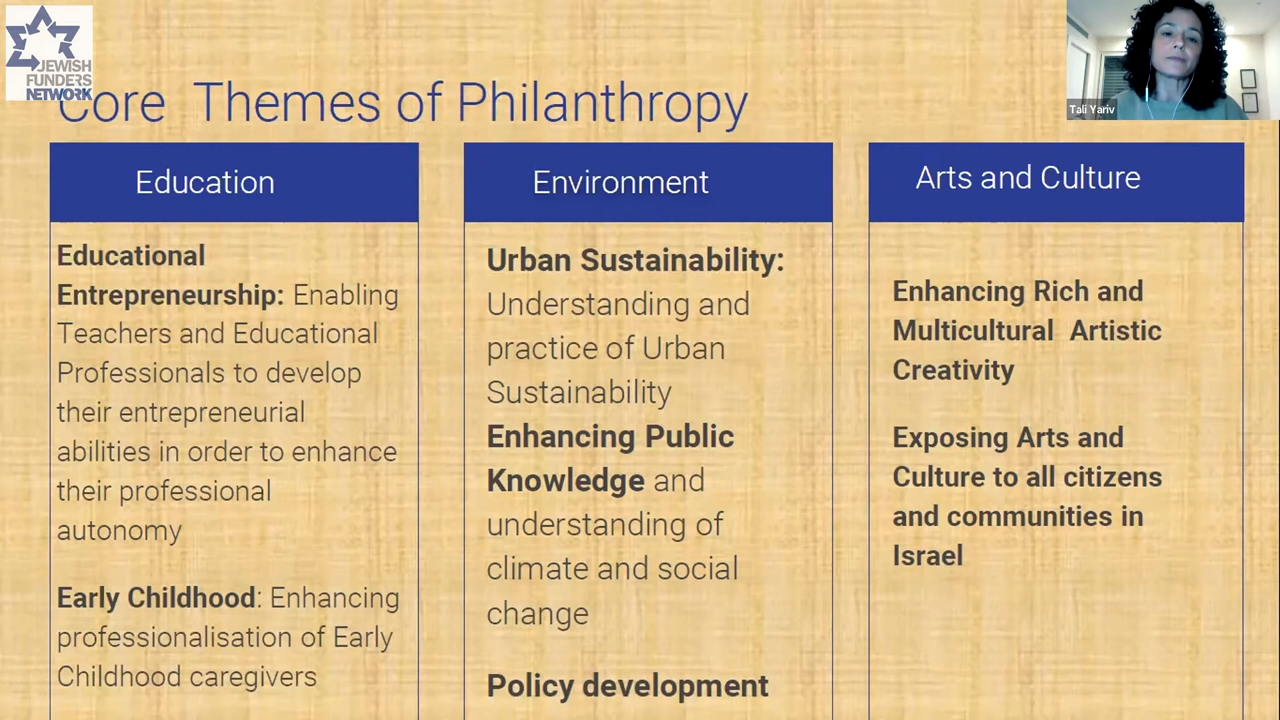 JEWISH
FUNDERS
NETWORK
Core Themes of Philanthropy
Tali Yariv
Education
Educational
Entrepreneurship: Enabling
Teachers and Educational
Professionals to develop
their entrepreneurial
abilities in order to enhance
their professional
autonomy
Early Childhood: Enhancing
professionalisation of Early
Childhood caregivers
Environment
Urban Sustainability:
Understanding and
practice of Urban
Sustainability
Enhancing Public
Knowledge and
understanding of
climate and social
change
Policy development
Arts and Culture
Enhancing Rich and
Multicultural Artistic
Creativity
Exposing Arts and
Culture to all citizens
and communities in
Israel